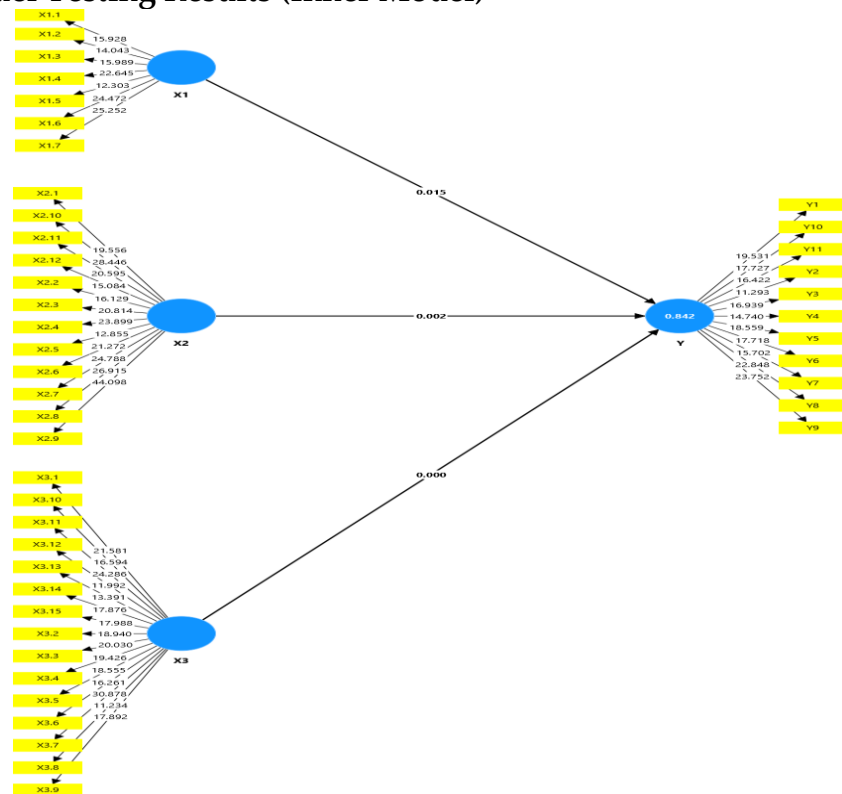 X1.1
X1.2
X1.3
X1.4
X1.5
X1.6
X1.7
15.928
14.043
15.989
22.645
12.303
24.472
25.252
X1
0.015
X2.1
X2.10
X2.11
X2.12
X2.2
X2.3
X2.4
X2.5
X2.6
X2.7
X2.8
X2.9
19.556
28.446
20.595
15.084
16.129
20.814
23.899
12.855
21.272
24.788
26.915
44.098
X2
0.002
X3.1
X3.10
X3.11
X3.12
X3.13
X3.14
X3.15
X3.2
X3.3
X3.4
X3.5
X3.6
X3.7
X3.8
X3.9
21.581
16.594
24.286
11.992
13.391
17.876
17.988
18.940
20.030
19.426
18.555
16.261
30.878
11.234
17.892
X3
0.000
0.842
Y
19.531
17.727
16.422
11.293
16.939
14.740
18.559
17.718
15.702
22.848
23.752
Y1
Y10
Y11
Y2
Y3
Y4
Y5
Y6
Y7
Y8
Y9